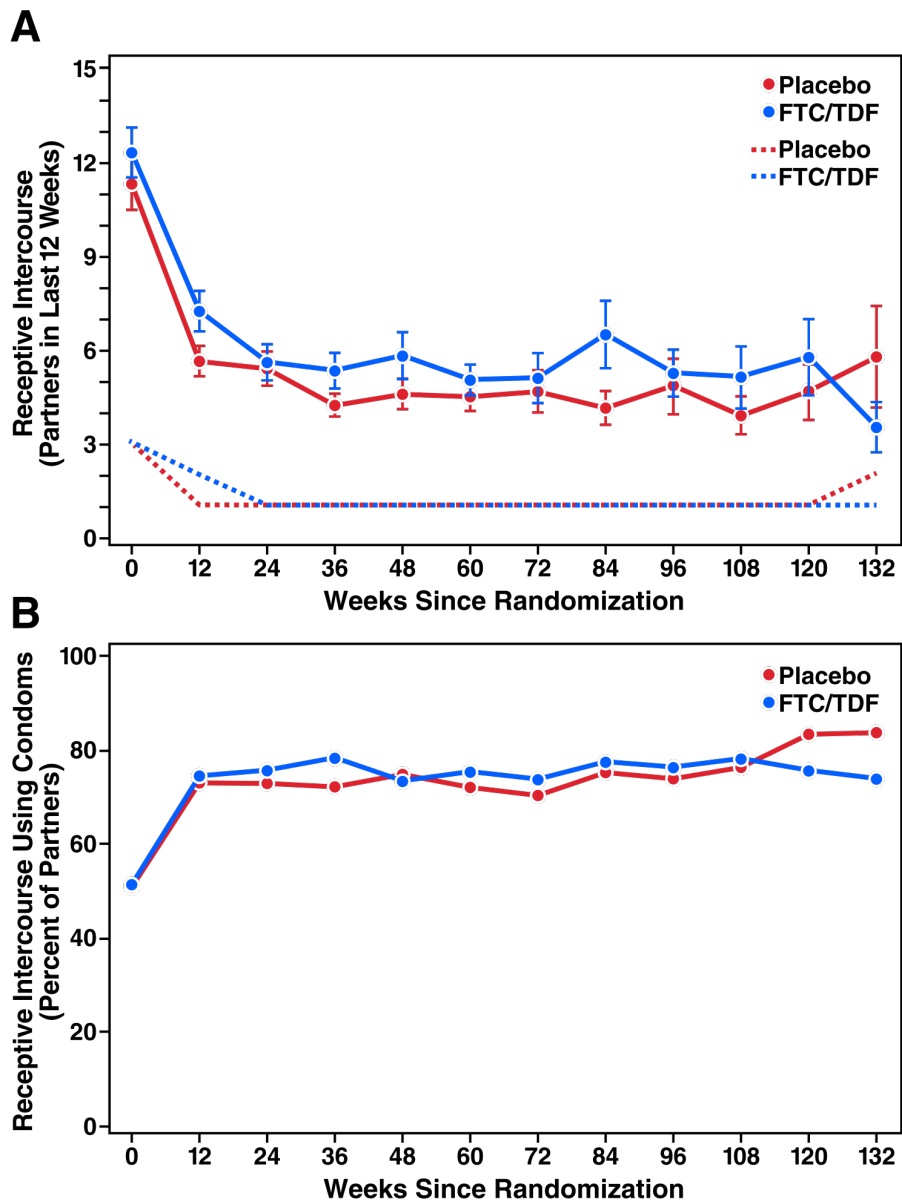 A
Receptive Intercourse
(Partners in Last 12 Weeks)
15
12
9
6
3
0
Placebo
FTC/TDF
Placebo
FTC/TDF
0 12 24 36 48 60 72 84 96 108 120 132
Weeks Since Randomization
B
Receptive Intercourse Using Condoms
(Percent of Partners)
100
80
60
40
20
0
Placebo
FTC/TDF
0 12 24 36 48 60 72 84 96 108 120 132
Weeks Since Randomization